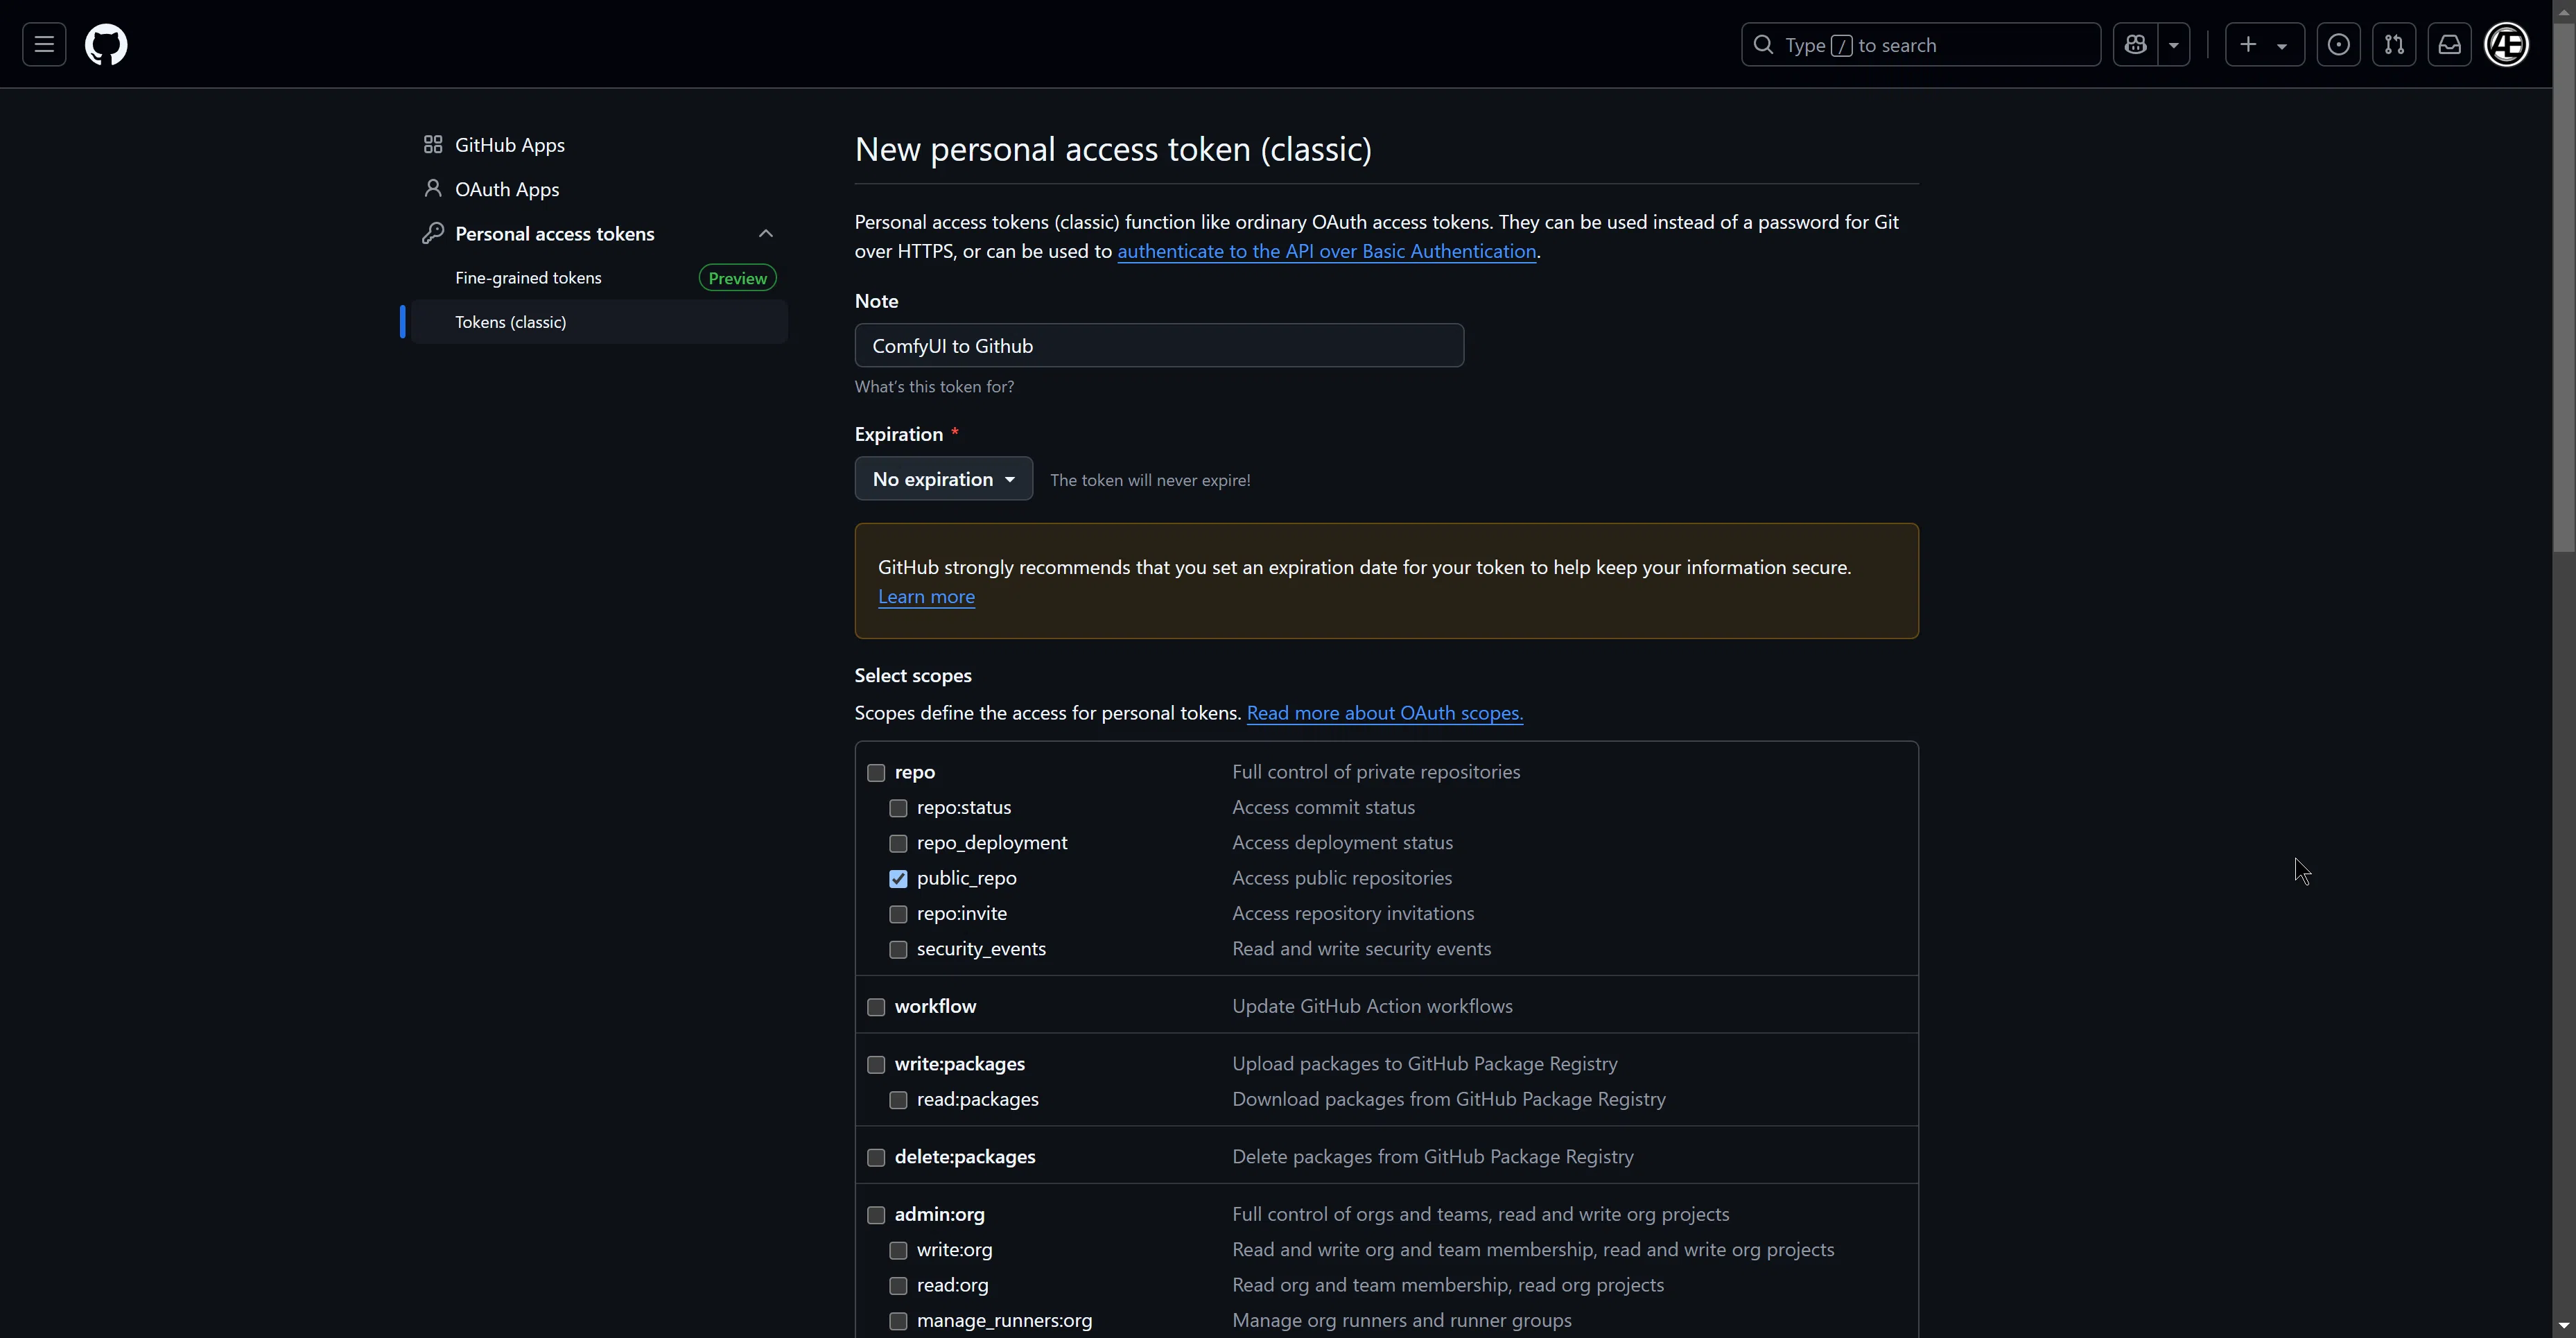 Type / to search
GitHub Apps
OAuth Apps
Personal access tokens
Fine-grained tokens Preview
Tokens (classic)
New personal access token (classic)
Personal access tokens (classic) function like ordinary OAuth access tokens. They can be used instead of a password for Git
over HTTPS, or can be used to authenticate to the API over Basic Authentication.
Note
ComfyUI to Github
What's this token for?
Expiration *
No expiration The token will never expire!
GitHub strongly recommends that you set an expiration date for your token to help keep your information secure.
Learn more
Select scopes
Scopes define the access for personal tokens. Read more about OAuth scopes.
repo Full control of private repositories
repo:status Access commit status
repo_deployment Access deployment status
public_repo Access public repositories
repo:invite Access repository invitations
security_events Read and write security events
workflow Update GitHub Action workflows
write:packages Upload packages to GitHub Package Registry
read:packages Download packages from GitHub Package Registry
delete:packages Delete packages from GitHub Package Registry
admin:org Full control of orgs and teams, read and write org projects
write:org Read and write org and team membership, read and write org projects
read:org Read org and team membership, read org projects
manage_runners:org Manage org runners and runner groups